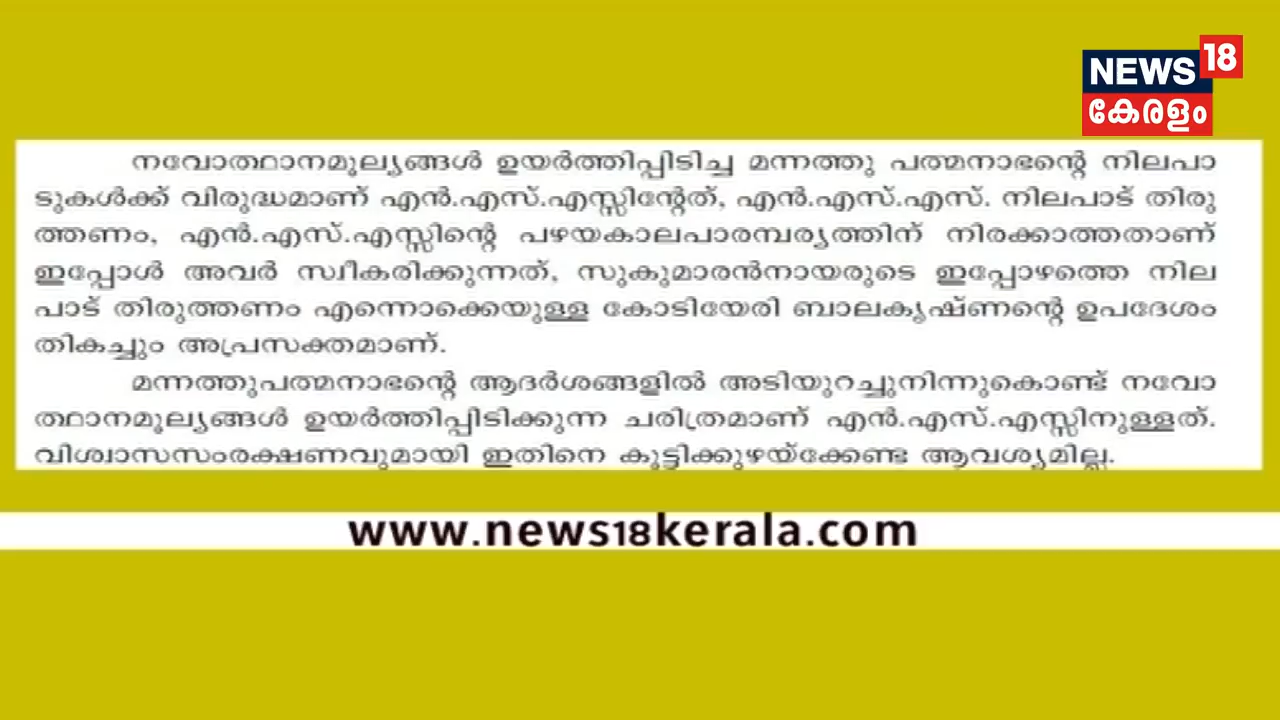 NEWS 18
കേരളം
നവോത്ഥാനമൂല്യങ്ങൾ ഉയർത്തിപ്പിടിച്ച മന്നത്തു പത്മനാഭന്റെ നിലപാ
ടുകൾക്ക് വിരുദ്ധമാണ് എൻ.എസ്.എസ്സിന്റേത്, എൻ.എസ്.എസ്. നിലപാട് തിരു
ത്തണം, എൻ.എസ്.എസ്സിന്റെ പഴയകാലപാരമ്പര്യത്തിന് നിരക്കാത്തതാണ്
ഇപ്പോൾ അവർ സ്വീകരിക്കുന്നത്, സുകുമാരൻനായരുടെ ഇപ്പോഴത്തെ നില
പാട് തിരുത്തണം എന്നൊക്കെയുള്ള കോടിയേരി ബാലകൃഷ്ണന്റെ ഉപദേശം
തികച്ചും അപ്രസക്തമാണ്.
മന്നത്തുപത്മനാഭന്റെ ആദർശങ്ങളിൽ അടിയുറച്ചുനിന്നുകൊണ്ട് നവോ
ത്ഥാനമൂല്യങ്ങൾ ഉയർത്തിപ്പിടിക്കുന്ന ചരിത്രമാണ് എൻ.എസ്.എസ്സിനുള്ളത്.
വിശ്വാസസംരക്ഷണവുമായി ഇതിനെ കൂട്ടിക്കുഴയ്ക്കേണ്ട ആവശ്യമില്ല.
www.news18kerala.com